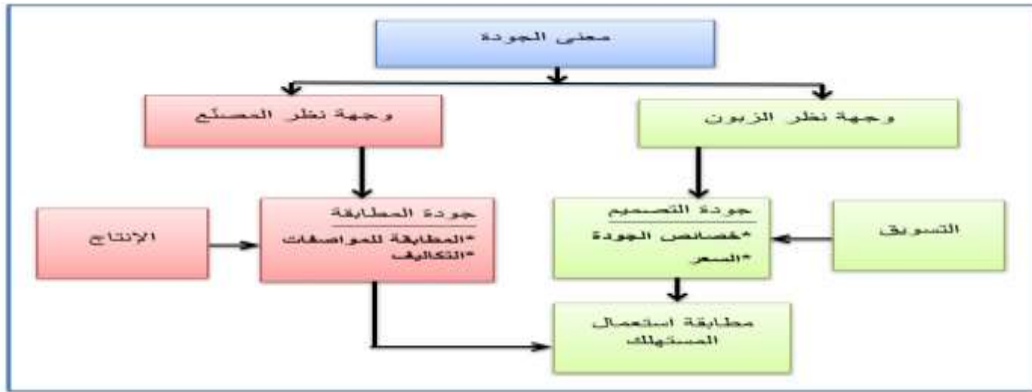 معنى الجودة
وجهة نظر الزبون
وجهة نظر المصنّع
التسويق
جودة التصميم
*خصائص الجودة
*السعر
جودة المطابقة
*المطابقة للمواصفات
*التكاليف
الإنتاج
مطابقة استعمال
المستهلك